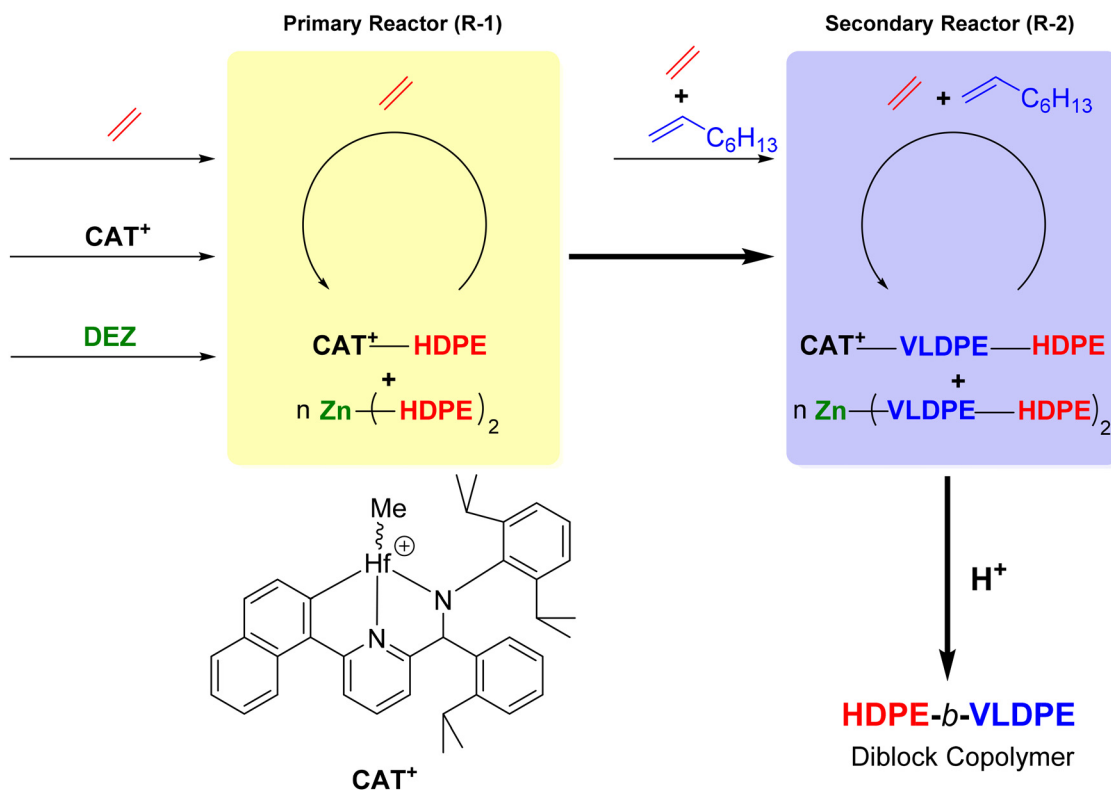 Primary Reactor (R-1)
Secondary Reactor (R-2)
+
C6H13
+
C6H13
CAT+
DEZ
CAT+ HDPE
+
n Zn ( HDPE )2
CAT+ VLDPE HDPE
+
n Zn ( VLDPE HDPE )2
Me
Hf ⊕
N
N
CAT+
H+
HDPE-b-VLDPE
Diblock Copolymer